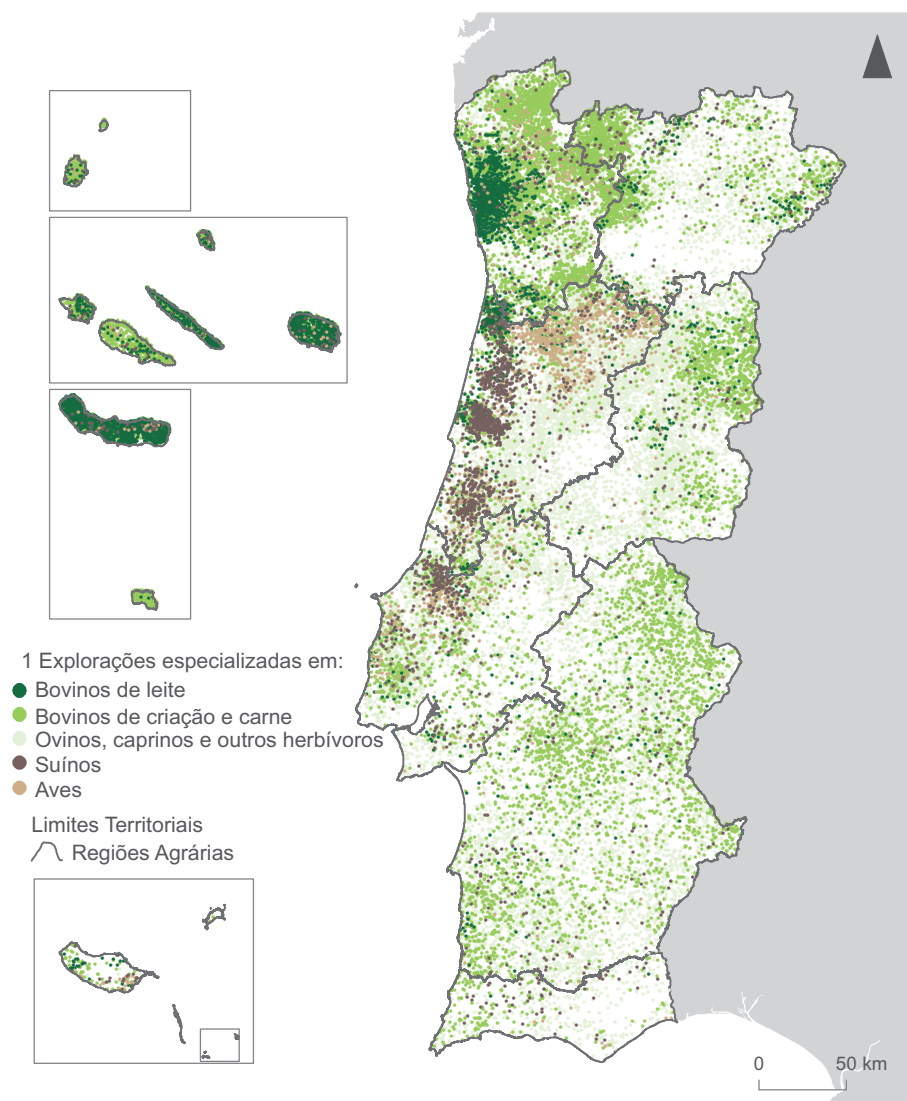 1 Explorações especializadas em:
Bovinos de leite
Bovinos de criação e carne
Ovinos, caprinos e outros herbívoros
Suínos
Aves
Limites Territoriais
Regiões Agrárias
0 50 km